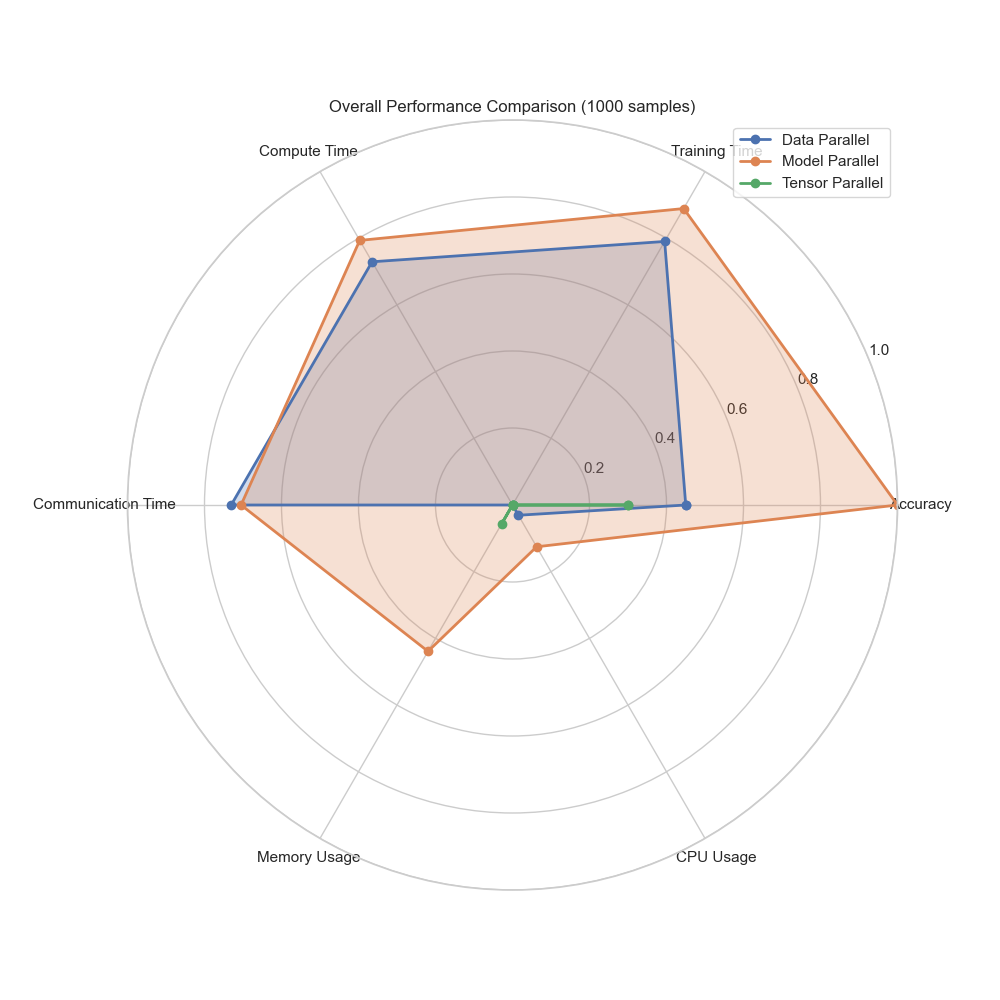 Overall Performance Comparison (1000 samples)
Data Parallel
Model Parallel
Tensor Parallel
Compute Time
Training Time
1.0
0.8
0.6
0.4
0.2
Communication Time
Accuracy
Memory Usage
CPU Usage